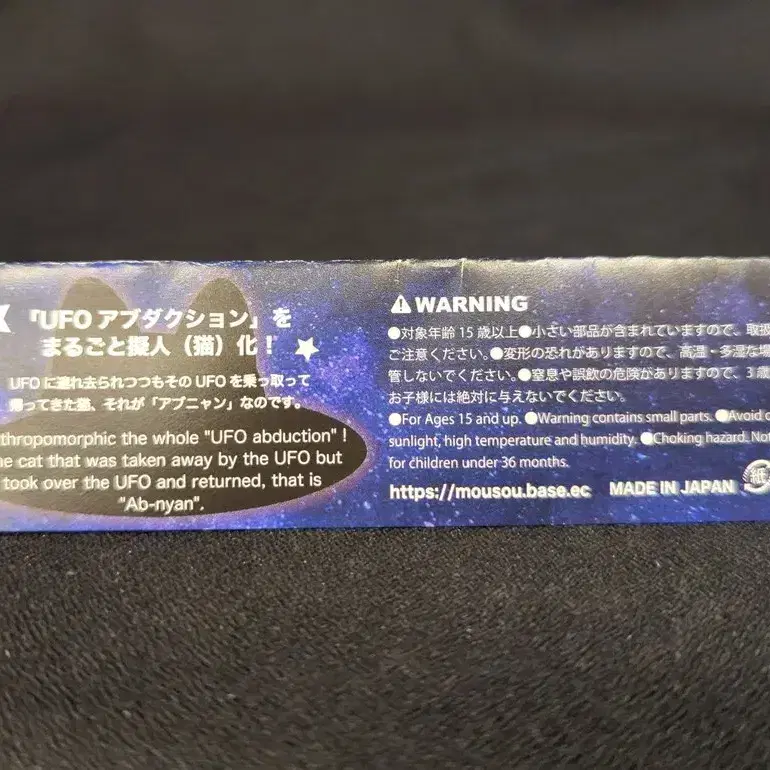 「UFO アブダクション」を
まるごと擬人（猫）化！
UFOに連れ去られつつもその UFO を乗っ取って
帰ってきた猫、それが「アブニャン」なのです。
thropomorphic the whole "UFO abduction" !
e cat that was taken away by the UFO but
took over the UFO and returned, that is
"Ab-nyan".
⚠WARNING
●対象年齢 15 歳以上●小さい部品が含まれていますので、取扱
ご注意ください。●変形の恐れがありますので、高温・多湿な場
管しないでください。●窒息や誤飲の危険がありますので、3 歳
お子様には絶対に与えないでください。
●For Ages 15 and up. ●Warning contains small parts. ●Avoid
sunlight, high temperature and humidity. ●Choking hazard. Not
for children under 36 months.
https://mousou.base.ec MADE IN JAPAN 紙